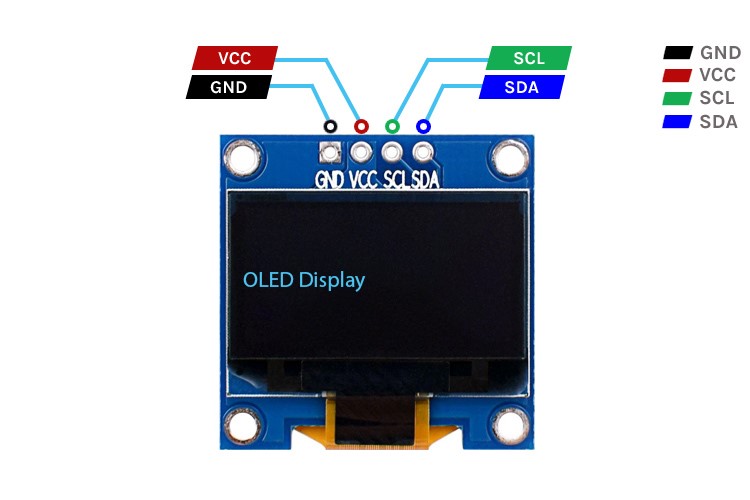 VCC
GND
SCL
SDA
GND
VCC
SCL
SDA
GND VCC SCL SDA
OLED Display